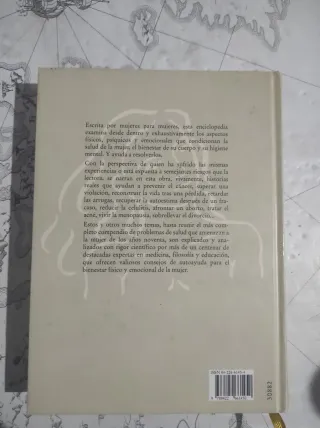 Escrita por mujeres para mujeres, esta enciclopedia
examina desde dentro y exhaustivamente los aspectos
físicos, psíquicos y emocionales que condicionan la
salud de la mujer, el bienestar de su cuerpo y su higiene
mental. Y ayuda a resolverlos.
Con la perspectiva de quien ha sufrido las mismas
experiencias o está expuesta a semejantes riesgos que la
lectora, se narran en esta obra, vivencias, historias
reales que ayudan a prevenir el cáncer, superar una
violación, reconstruir la vida tras una pérdida, retardar
las arrugas, recuperar la autoestima después de un fra-
caso, reducir la celulitis, afrontar un aborto, tratar el
acné, vivir la menopausia, sobrellevar el divorcio...
Estos y otros muchos temas, hasta reunir el más com-
pleto compendio de problemas de salud que
a la mujer de los años noventa, son explicados y ana-
lizados con rigor científico por más de un centenar de
destacadas expertas en medicina, filosofía y educación,
que ofrecen valiosos consejos de autoayuda para el
bienestar físico y emocional de la mujer.
ISBN
30882